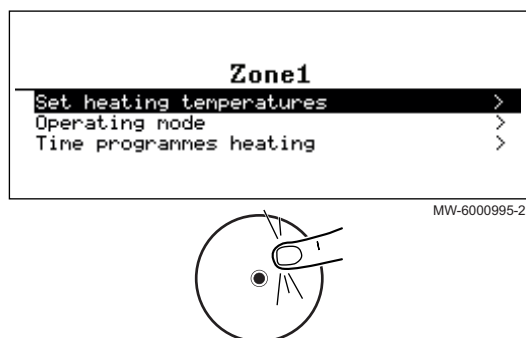 Zone1
Set heating temperatures >
Operating mode >
Time programmes heating >
MW-6000995-2